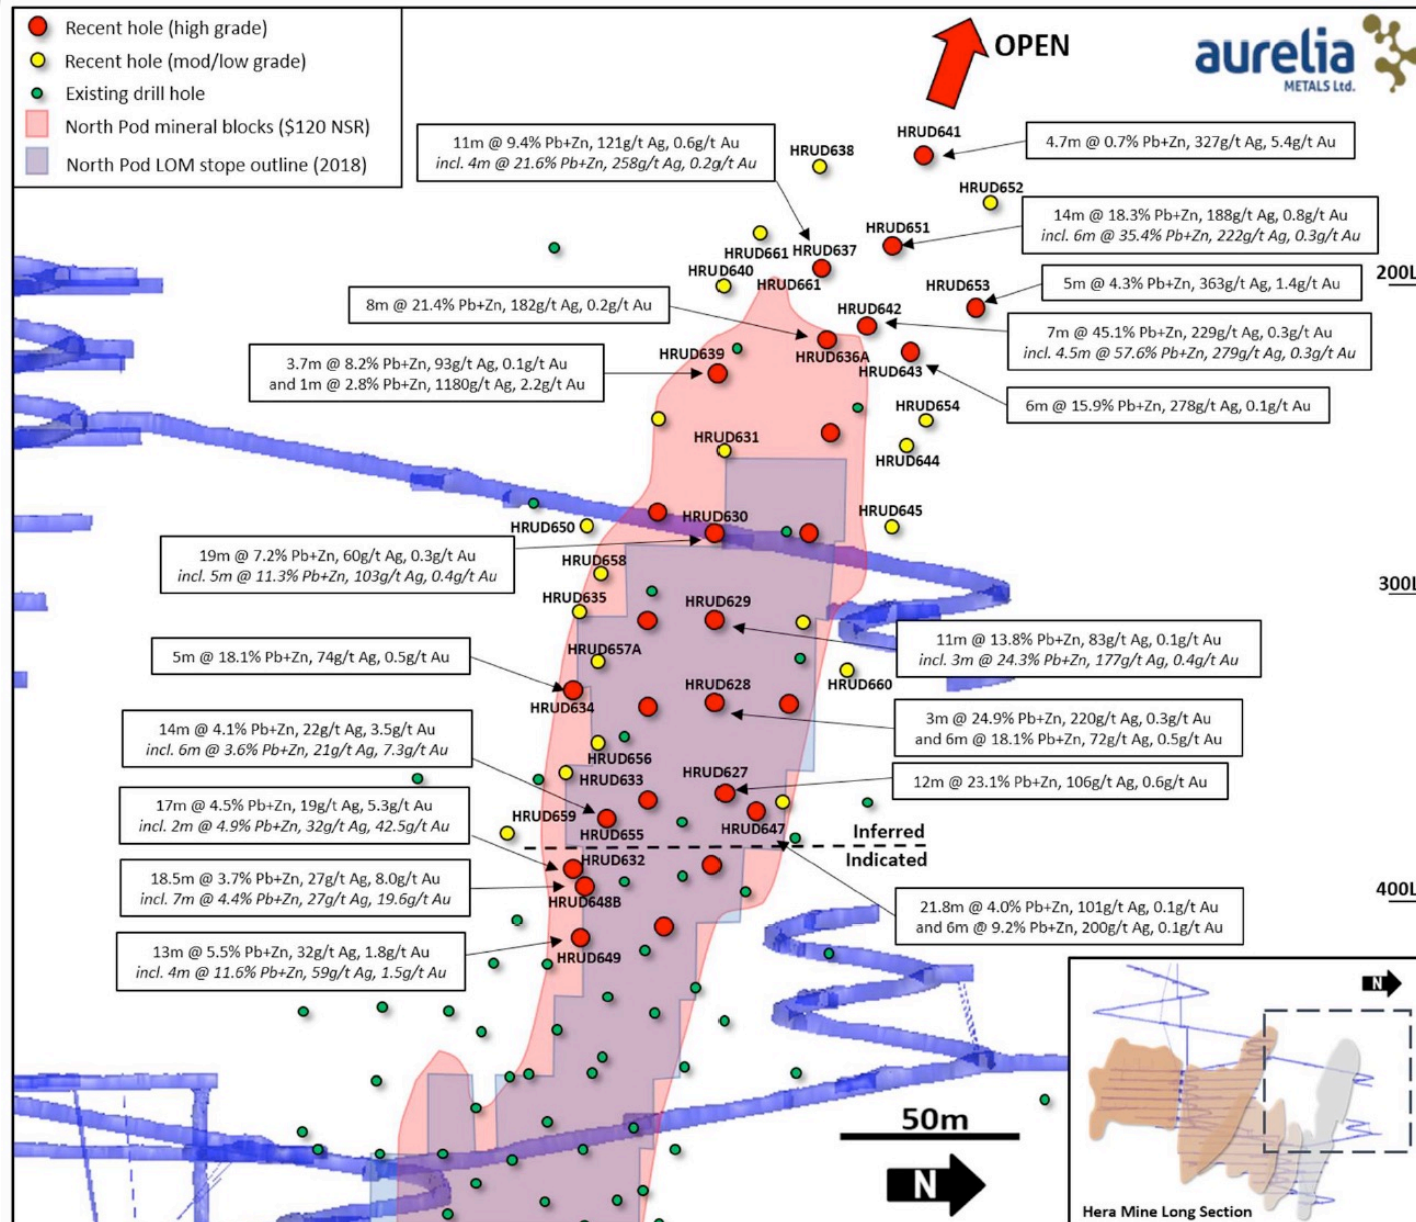 Recent hole (high grade)
Recent hole (mod/low grade)
Existing drill hole
North Pod mineral blocks ($120 NSR)
North Pod LOM stope outline (2018)
OPEN
aurelia
METALS Ltd.
11m @ 9.4% Pb+Zn, 121g/t Ag, 0.6g/t Au
incl. 4m @ 21.6% Pb+Zn, 258g/t Ag, 0.2g/t Au
HRUD638
HRUD641
4.7m @ 0.7% Pb+Zn, 327g/t Ag, 5.4g/t Au
HRUD652
14m @ 18.3% Pb+Zn, 188g/t Ag, 0.8g/t Au
incl. 6m @ 35.4% Pb+Zn, 222g/t Ag, 0.3g/t Au
HRUD651
HRUD661
HRUD637
HRUD640
HRUD661
HRUD653
5m @ 4.3% Pb+Zn, 363g/t Ag, 1.4g/t Au
200L
8m @ 21.4% Pb+Zn, 182g/t Ag, 0.2g/t Au
HRUD642
7m @ 45.1% Pb+Zn, 229g/t Ag, 0.3g/t Au
incl. 4.5m @ 57.6% Pb+Zn, 279g/t Ag, 0.3g/t Au
HRUD636A
HRUD643
HRUD639
3.7m @ 8.2% Pb+Zn, 93g/t Ag, 0.1g/t Au
and 1m @ 2.8% Pb+Zn, 1180g/t Ag, 2.2g/t Au
6m @ 15.9% Pb+Zn, 278g/t Ag, 0.1g/t Au
HRUD654
HRUD631
HRUD644
HRUD645
HRUD630
HRUD650
19m @ 7.2% Pb+Zn, 60g/t Ag, 0.3g/t Au
incl. 5m @ 11.3% Pb+Zn, 103g/t Ag, 0.4g/t Au
HRUD658
300L
HRUD635
HRUD629
11m @ 13.8% Pb+Zn, 83g/t Ag, 0.1g/t Au
incl. 3m @ 24.3% Pb+Zn, 177g/t Ag, 0.4g/t Au
HRUD657A
5m @ 18.1% Pb+Zn, 74g/t Ag, 0.5g/t Au
HRUD660
HRUD628
HRUD634
3m @ 24.9% Pb+Zn, 220g/t Ag, 0.3g/t Au
and 6m @ 18.1% Pb+Zn, 72g/t Ag, 0.5g/t Au
14m @ 4.1% Pb+Zn, 22g/t Ag, 3.5g/t Au
incl. 6m @ 3.6% Pb+Zn, 21g/t Ag, 7.3g/t Au
HRUD656
HRUD633
HRUD627
12m @ 23.1% Pb+Zn, 106g/t Ag, 0.6g/t Au
17m @ 4.5% Pb+Zn, 19g/t Ag, 5.3g/t Au
incl. 2m @ 4.9% Pb+Zn, 32g/t Ag, 42.5g/t Au
HRUD659
HRUD655
HRUD647
Inferred
Indicated
HRUD632
18.5m @ 3.7% Pb+Zn, 27g/t Ag, 8.0g/t Au
incl. 7m @ 4.4% Pb+Zn, 27g/t Ag, 19.6g/t Au
HRUD648B
400L
21.8m @ 4.0% Pb+Zn, 101g/t Ag, 0.1g/t Au
and 6m @ 9.2% Pb+Zn, 200g/t Ag, 0.1g/t Au
13m @ 5.5% Pb+Zn, 32g/t Ag, 1.8g/t Au
incl. 4m @ 11.6% Pb+Zn, 59g/t Ag, 1.5g/t Au
HRUD649
50m
N
N
Hera Mine Long Section